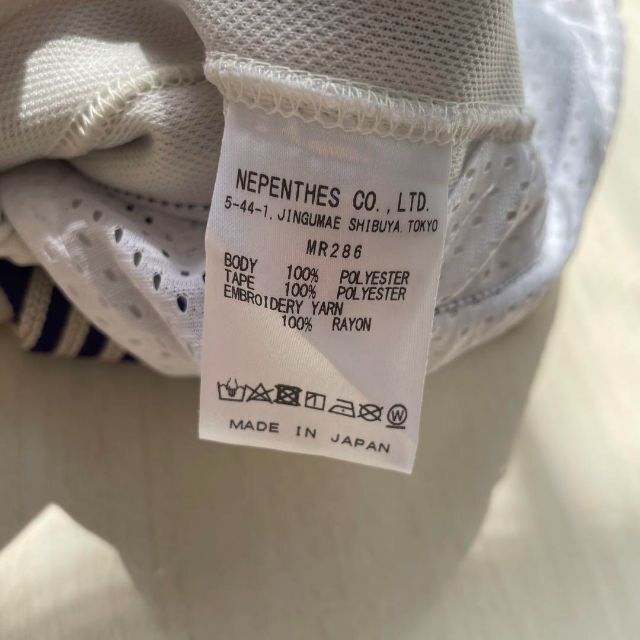 NEPENTHES CO.,LTD.
5-44-1, JINGUMAE SHIBUYA, TOKYO
MR286
BODY 100% POLYESTER
TAPE 100% POLYESTER
EMBROIDERY YARN
100% RAYON
W
MADE IN JAPAN